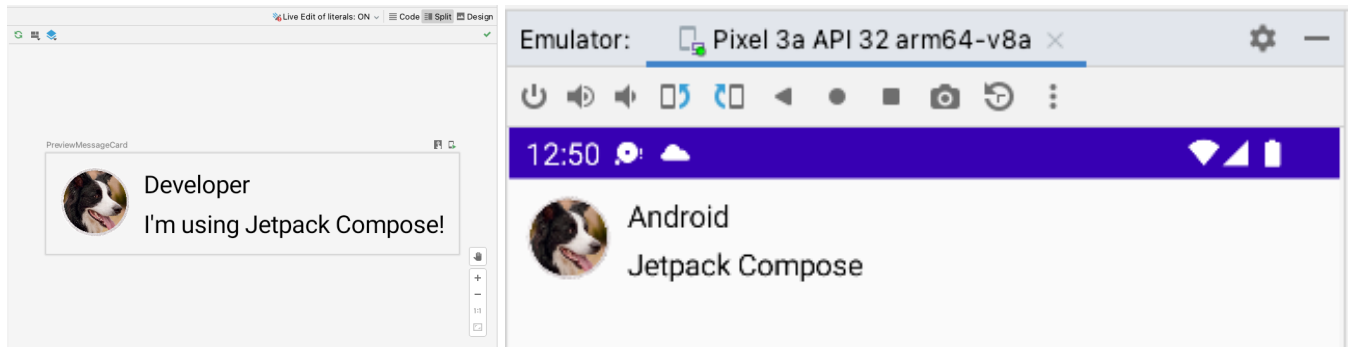 Live Edit of literals: ON
Code
Split
Design
PreviewMessageCard
Developer
I'm using Jetpack Compose!
1:1
Emulator:
Pixel 3a API 32 arm64-v8a
12:50
Android
Jetpack Compose